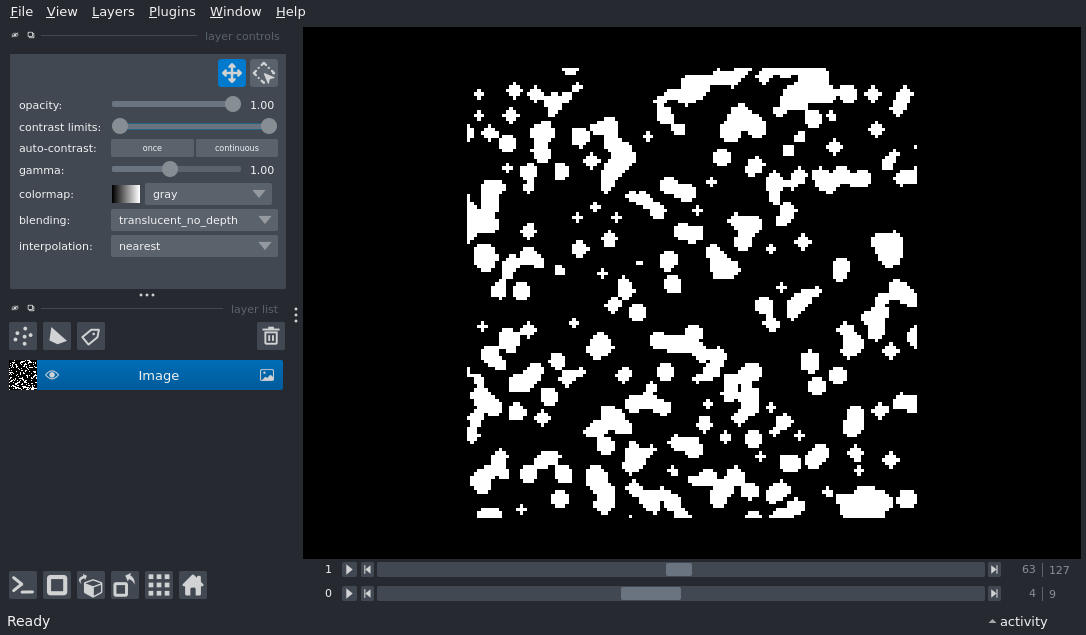 File View Layers Plugins Window Help
layer controls
opacity: 1.00
contrast limits:
auto-contrast: once continuous
gamma: 1.00
colormap: gray
blending: translucent_no_depth
interpolation: nearest
layer list
Image
1 63 127
0 4 9
Ready activity